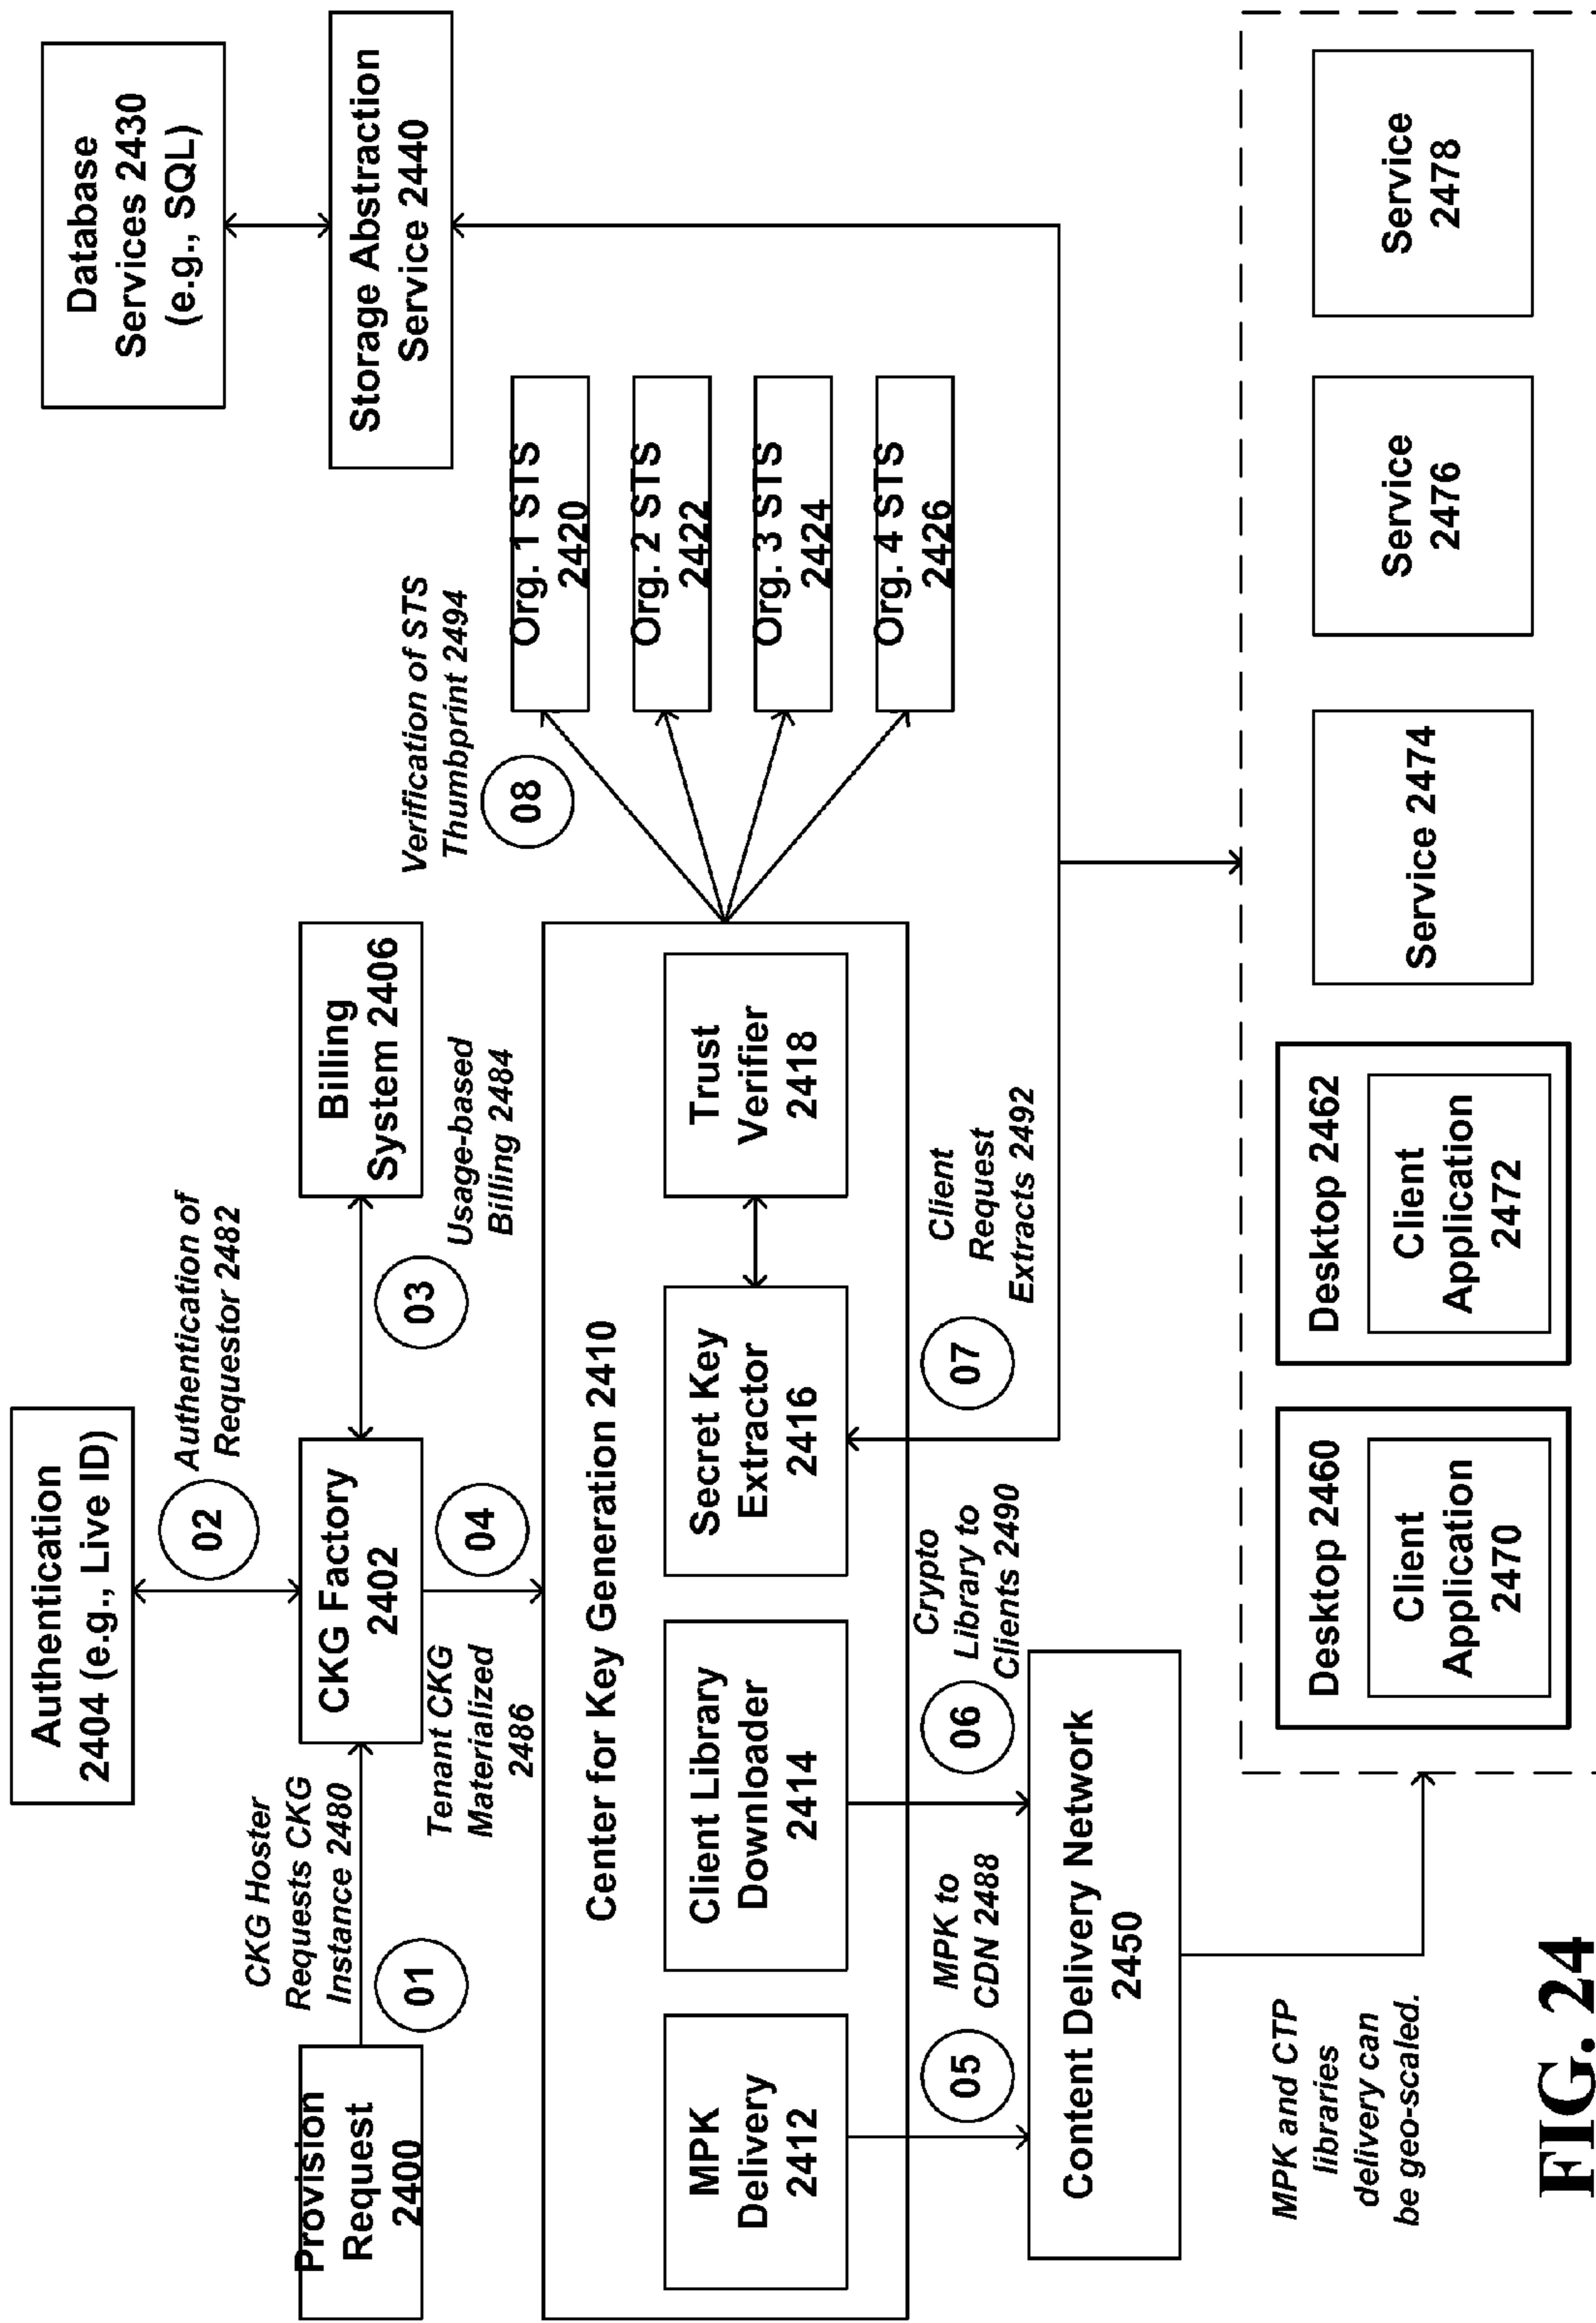 Authentication
2404 (e.g., Live ID)
Database
Services 2430
(e.g., SQL)
02
Authentication of
Requestor 2482
CKG Hoster
Requests CKG
Instance 2480
01
Provision
Request
2400
CKG Factory
2402
Billing
System 2406
03
Usage-based
Billing 2484
Storage Abstraction
Service 2440
Tenant CKG
Materialized
2486
04
Verification of STS
Thumbprint 2494
08
Center for Key Generation 2410
MPK
Delivery
2412
Client Library
Downloader
2414
Secret Key
Extractor
2416
Trust
Verifier
2418
Org. 1 STS
2420
Org. 2 STS
2422
Org. 3 STS
2424
Org. 4 STS
2426
05
MPK to
CDN 2488
06
Crypto
Library to
Clients 2490
07
Client
Request
Extracts 2492
Content Delivery Network
2450
MPK and CTP
libraries
delivery can
be geo-scaled.
Desktop 2460
Client
Application
2470
Desktop 2462
Client
Application
2472
Service 2474
Service
2476
Service
2478
FIG. 24